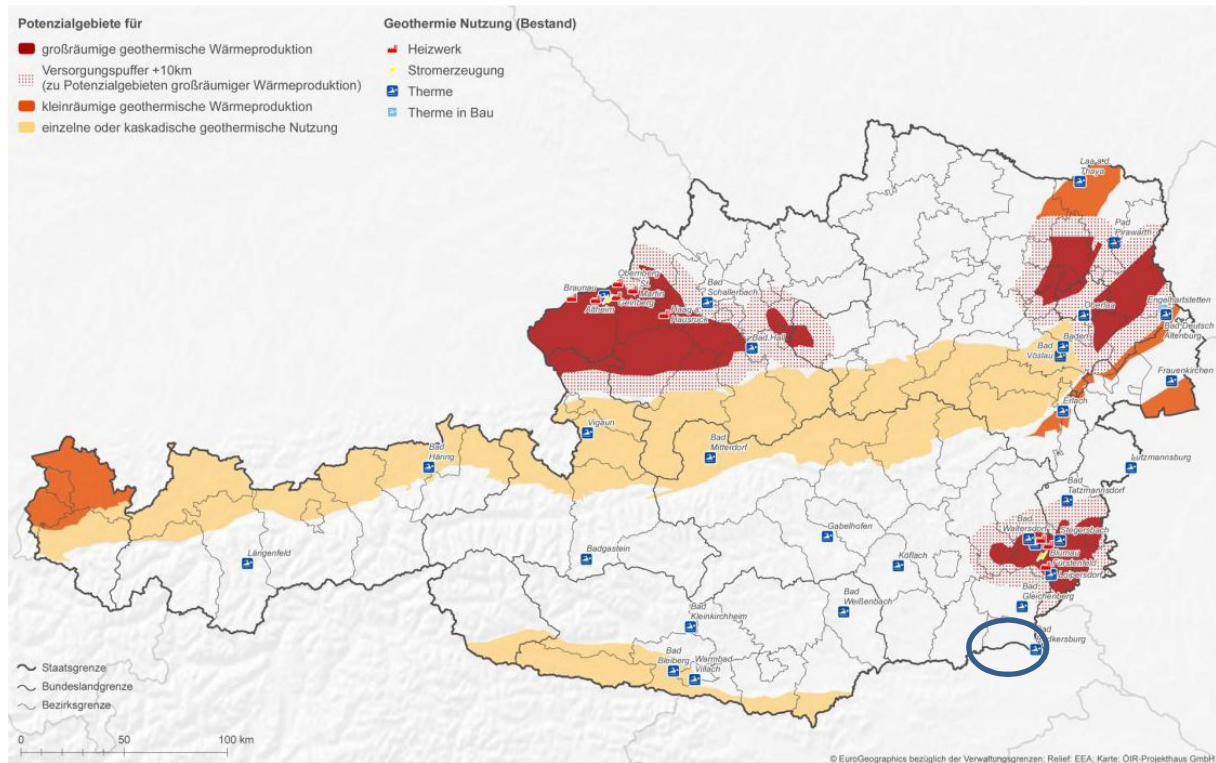 Potenzialgebiete für
großräumige geothermische Wärmeproduktion
Versorgungspuffer +10km
(zu Potenzialgebieten großräumiger Wärmeproduktion)
kleinräumige geothermische Wärmeproduktion
einzelne oder kaskadische geothermische Nutzung
Geothermie Nutzung (Bestand)
Heizwerk
Stromerzeugung
Therme
Therme in Bau
Laa a.d.
Thaya
Bad
Pirawarth
Obernberg
St.
Martin
Braunau
Geinberg
Altheim
Haag a.
Hausruck
Bad
Schallerbach
Bad Hall
Oberlaa
Engelhartstetten
Bad Deutsch
Altenburg
Baden
Bad
Vöslau
Frauenkirchen
Erlach
Vigaun
Bad
Mitterdorf
Bad
Häring
Lutzmannsburg
Bad
Tatzmannsdorf
Bad
Waltersdorf
Stegersbach
Blumau
Fürstenfeld
Loipersdorf
Bad
Gleichenberg
Längenfeld
Badgastein
Gabelhofen
Köflach
Bad
Weißenbach
Bad
Kleinkirchheim
Bad
Bleiberg
Warmbad
Villach
Bad
Staatsgrenze
Bundeslandgrenze
Bezirksgrenze
0 50 100 km
© EuroGeographics bezüglich der Verwaltungsgrenzen; Relief: EEA; Karte: ÖIR-Projekthaus GmbH